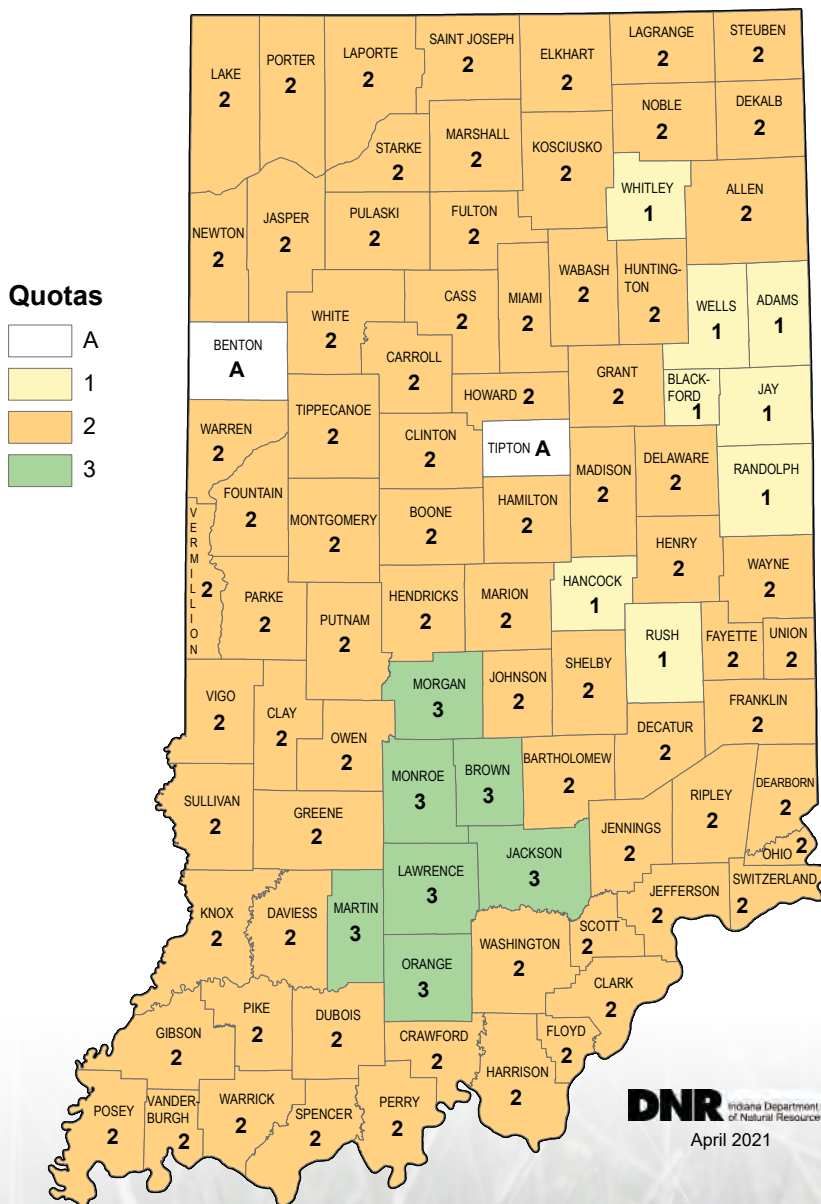 SAINT JOSEPH
2
LAGRANGE
2
STEUBEN
2
LAKE
2
PORTER
2
LAPORTE
2
ELKHART
2
NOBLE
2
DEKALB
2
STARKE
2
MARSHALL
2
KOSCIUSKO
2
WHITLEY
1
ALLEN
2
NEWTON
2
JASPER
2
PULASKI
2
FULTON
2
WABASH
2
HUNTING-
TON
2
Quotas
A
1
2
3
BENTON
A
WHITE
2
CASS
2
MIAMI
2
WELLS
1
ADAMS
1
CARROLL
2
HOWARD 2
GRANT
2
BLACK-
FORD 1
JAY
1
WARREN
2
TIPPECANOE
2
CLINTON
2
TIPTON A
MADISON
2
DELAWARE
2
RANDOLPH
1
FOUNTAIN
2
MONTGOMERY
2
BOONE
2
HAMILTON
2
HENRY
2
WAYNE
2
VERMILLION
2
PARKE
2
PUTNAM
2
HENDRICKS
2
MARION
2
HANCOCK
1
RUSH
1
FAYETTE
2
UNION
2
VIGO
2
CLAY
2
OWEN
2
MORGAN
3
JOHNSON
2
SHELBY
2
DECATUR
2
FRANKLIN
2
SULLIVAN
2
GREENE
2
MONROE
3
BROWN
3
BARTHOLOMEW
2
JENNINGS
2
RIPLEY
2
DEARBORN
2
OHIO 2
KNOX
2
DAVIESS
2
MARTIN
3
LAWRENCE
3
JACKSON
3
JEFFERSON
2
SWITZERLAND
2
SCOTT
2
ORANGE
3
WASHINGTON
2
CLARK
2
GIBSON
2
PIKE
2
DUBOIS
2
CRAWFORD
2
FLOYD
2
HARRISON
2
POSEY
2
VANDER-
BURGH
2
WARRICK
2
SPENCER
2
PERRY
2
DNR Indiana Department
of Natural Resource
April 2021